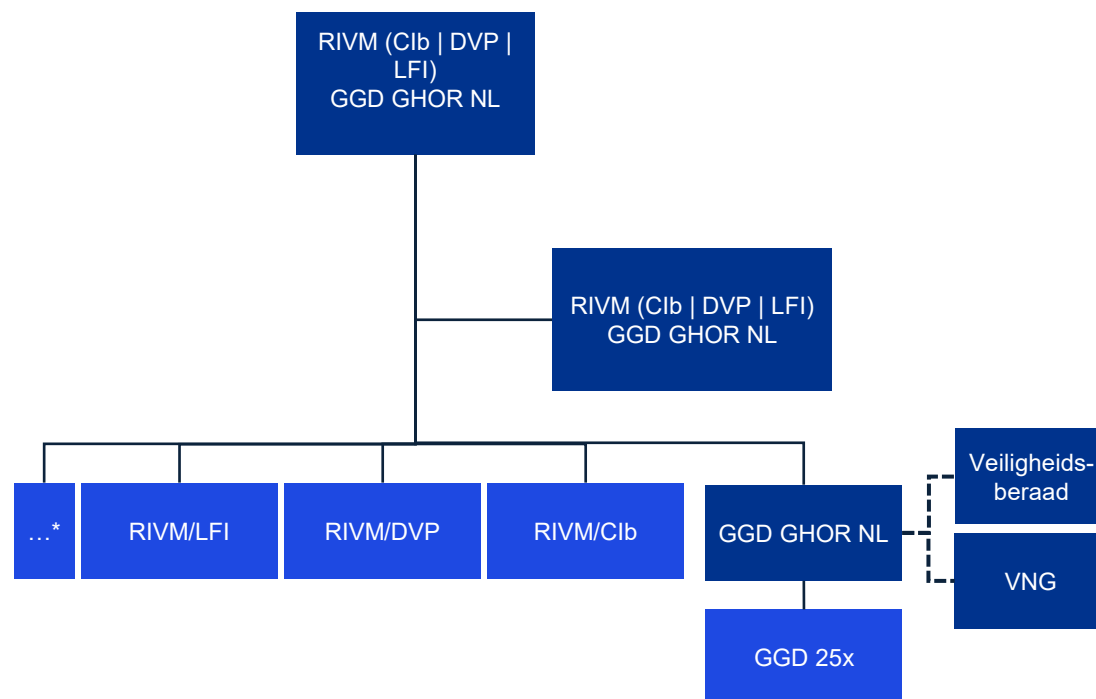 RIVM (CIb | DVP |
LFI)
GGD GHOR NL
RIVM (CIb | DVP | LFI)
GGD GHOR NL
…*
RIVM/LFI
RIVM/DVP
RIVM/CIb
GGD GHOR NL
Veiligheids-
beraad
VNG
GGD 25x